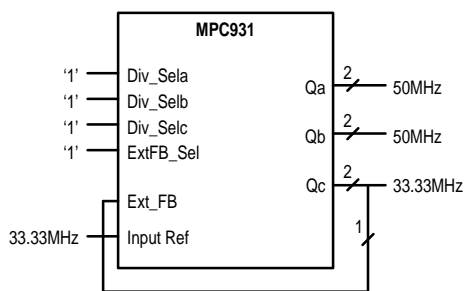 MPC931
‘1’ Div_Sela
‘1’ Div_Selb
‘1’ Div_Selc
‘1’ ExtFB_Sel
Ext_FB
33.33MHz Input Ref
Qa 2 50MHz
Qb 2 50MHz
Qc 2 33.33MHz
1